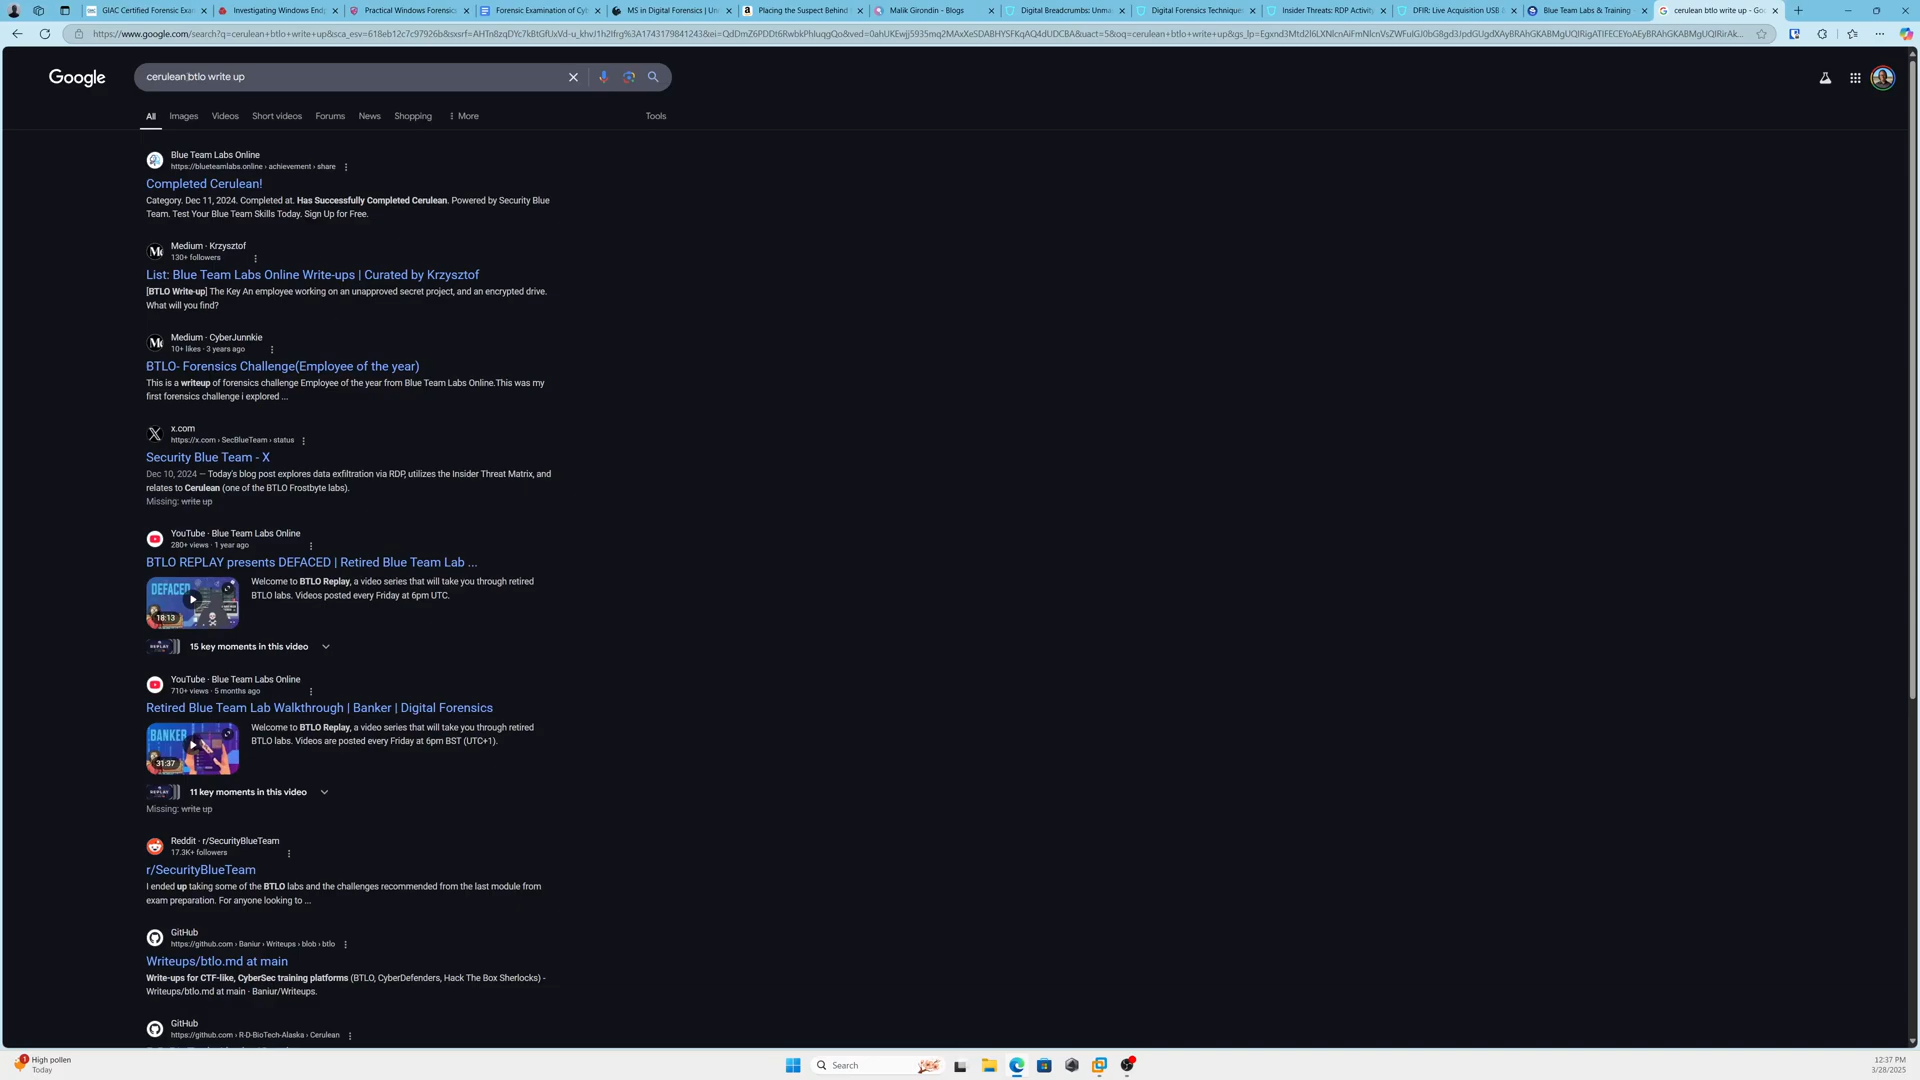 GIAC Certified Forensic Exam
Investigating Windows Endp
Practical Windows Forensics
Forensic Examination of Cyb
MS in Digital Forensics | Uni
Placing the Suspect Behind
Malik Girondin - Blogs
Digital Breadcrumbs: Unma
Digital Forensics Technique
Insider Threats: RDP Activity
DFIR: Live Acquisition USB &
Blue Team Labs & Training -
cerulean btlo write up - Goo
Google
cerulean btlo write up
All
Images
Videos
Short videos
Forums
News
Shopping
More
Tools
Blue Team Labs Online
https://blueteamlabs.online › achievement › share
Completed Cerulean!
Category. Dec 11, 2024. Completed at. Has Successfully Completed Cerulean. Powered by Security Blue
Team. Test Your Blue Team Skills Today. Sign Up for Free.
Medium · Krzysztof
130+ followers
List: Blue Team Labs Online Write-ups | Curated by Krzysztof
[BTLO Write-up] The Key An employee working on an unapproved secret project, and an encrypted drive.
What will you find?
Medium · CyberJunnkie
10+ likes · 3 years ago
BTLO- Forensics Challenge(Employee of the year)
This is a writeup of forensics challenge Employee of the year from Blue Team Labs Online.This was my
first forensics challenge i explored ...
x.com
https://x.com › SecBlueTeam › status
Security Blue Team - X
Dec 10, 2024 — Today's blog post explores data exfiltration via RDP, utilizes the Insider Threat Matrix, and
relates to Cerulean (one of the BTLO Frostbyte labs).
Missing: write up
YouTube · Blue Team Labs Online
280+ views · 1 year ago
BTLO REPLAY presents DEFACED | Retired Blue Team Lab ...
DEFACED
18:13
Welcome to BTLO Replay, a video series that will take you through retired
BTLO labs. Videos posted every Friday at 6pm UTC.
REPLAY
15 key moments in this video
YouTube · Blue Team Labs Online
710+ views · 5 months ago
Retired Blue Team Lab Walkthrough | Banker | Digital Forensics
BANKER
31:37
Welcome to BTLO Replay, a video series that will take you through retired
BTLO labs. Videos are posted every Friday at 6pm BST (UTC+1).
REPLAY
11 key moments in this video
Missing: write up
Reddit · r/SecurityBlueTeam
17.3K+ followers
r/SecurityBlueTeam
I ended up taking some of the BTLO labs and the challenges recommended from the last module from
exam preparation. For anyone looking to ...
GitHub
https://github.com › Baniur › Writeups › blob › btlo
Writeups/btlo.md at main
Write-ups for CTF-like, CyberSec training platforms (BTLO, CyberDefenders, Hack The Box Sherlocks) -
Writeups/btlo.md at main · Baniur/Writeups.
GitHub
https://github.com › R-D-BioTech-Alaska › Cerulean
1
High pollen
Today
Search
12:37 PM
3/28/2025